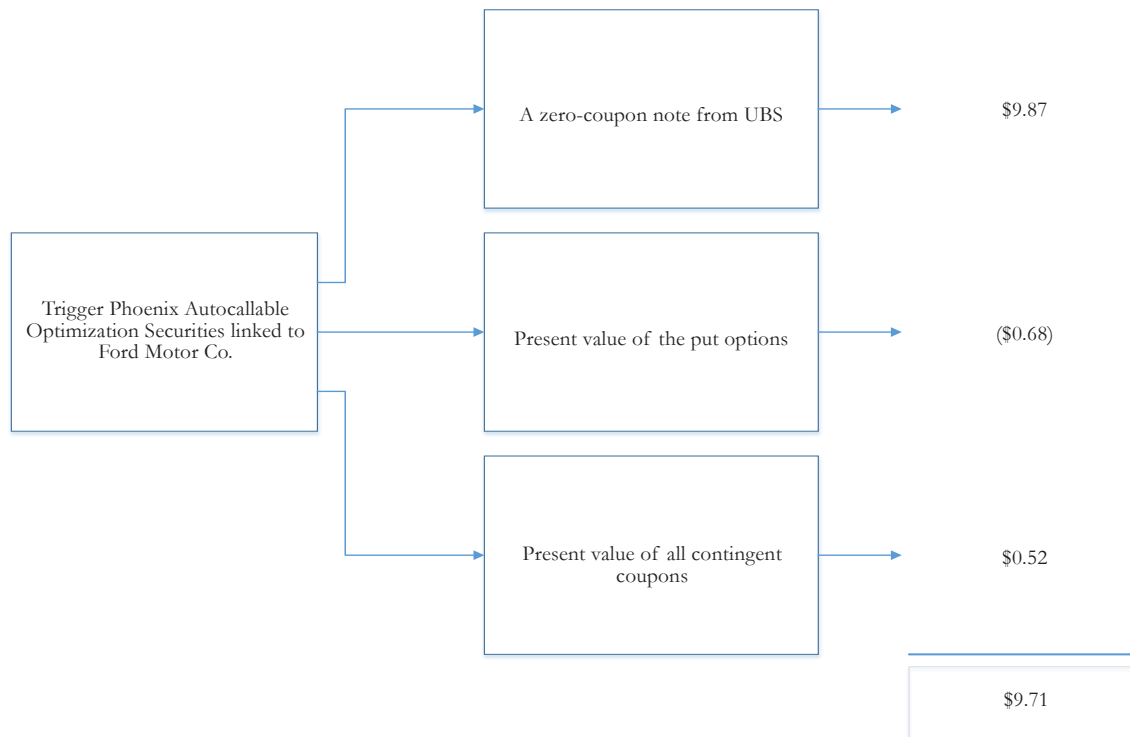 A zero-coupon note from UBS
$9.87
Trigger Phoenix Autocallable
Optimization Securities linked to
Ford Motor Co.
Present value of the put options
($0.68)
Present value of all contingent
coupons
$0.52
$9.71